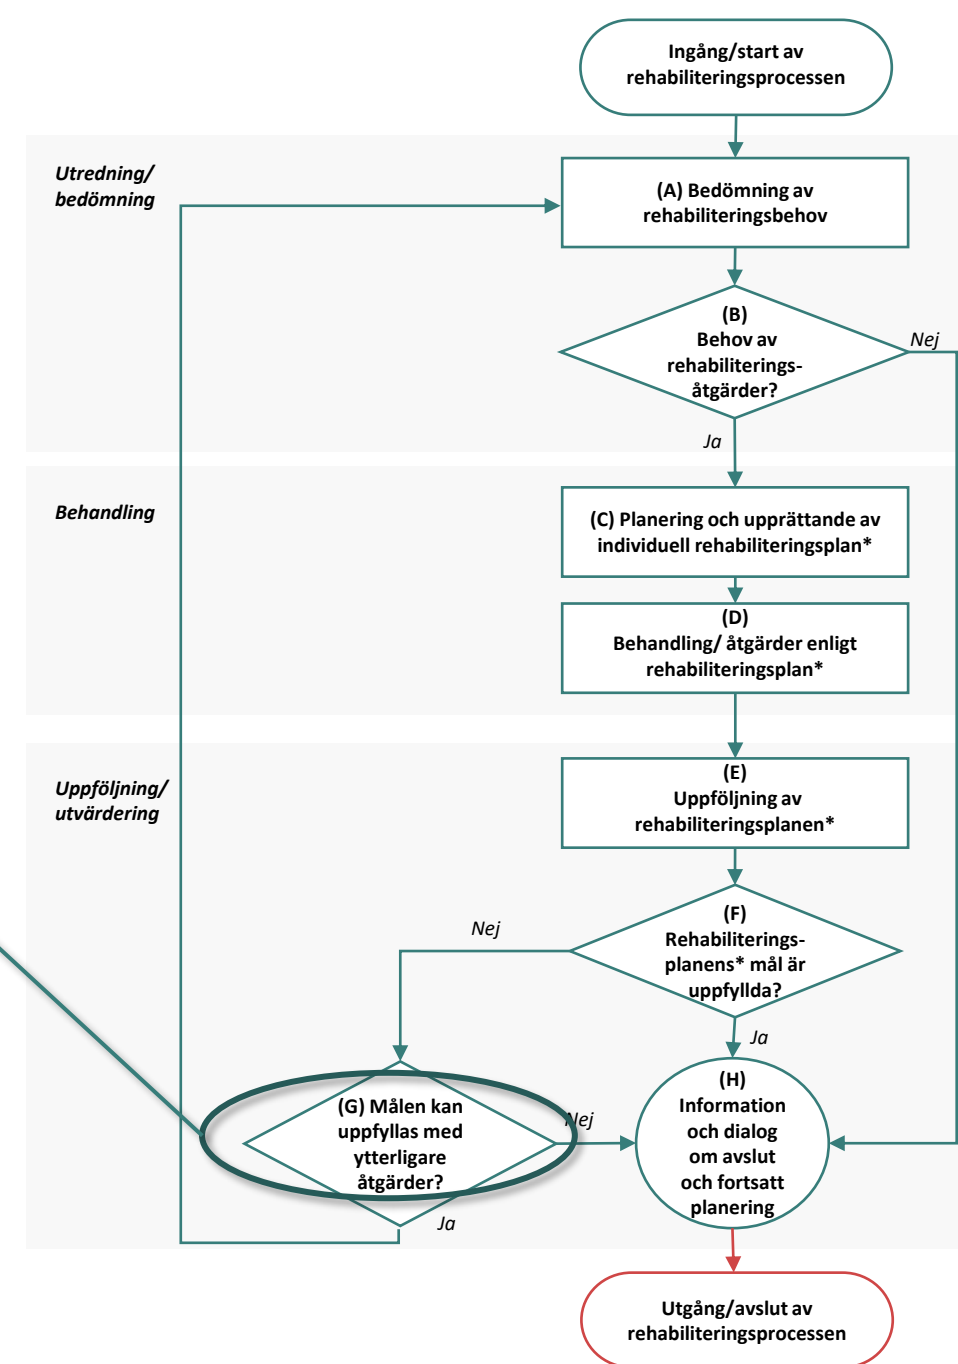 Ingång/start av
rehabiliteringsprocessen
Utredning/
bedömning
(A) Bedömning av
rehabiliteringsbehov
(B)
Behov av
rehabiliterings-
åtgärder?
Nej
Ja
Behandling
(C) Planering och upprättande av
individuell rehabiliteringsplan*
(D)
Behandling/ åtgärder enligt
rehabiliteringsplan*
Uppföljning/
utvärdering
(E)
Uppföljning av
rehabiliteringsplanen*
(F)
Rehabiliterings-
planens* mål är
uppfyllda?
Nej
Ja
(G) Målen kan
uppfyllas med
ytterligare
åtgärder?
Nej
Ja
(H)
Information
och dialog
om avslut
och fortsatt
planering
Utgång/avslut av
rehabiliteringsprocessen